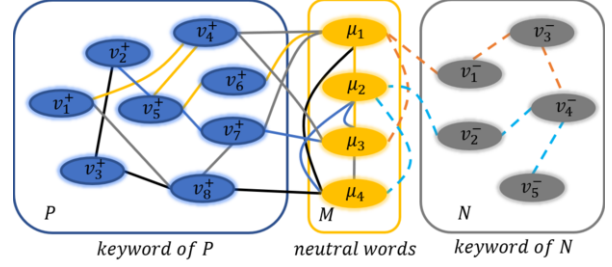 v₄⁺ μ₁ v₃⁻
v₂⁺ v₁⁻
v₆⁺ μ₂
v₁⁺ v₅⁺ v₄⁻
v₇⁺ μ₃ v₂⁻
v₃⁺ v₈⁺ μ₄ v₅⁻
P M N
keyword of P neutral words keyword of N